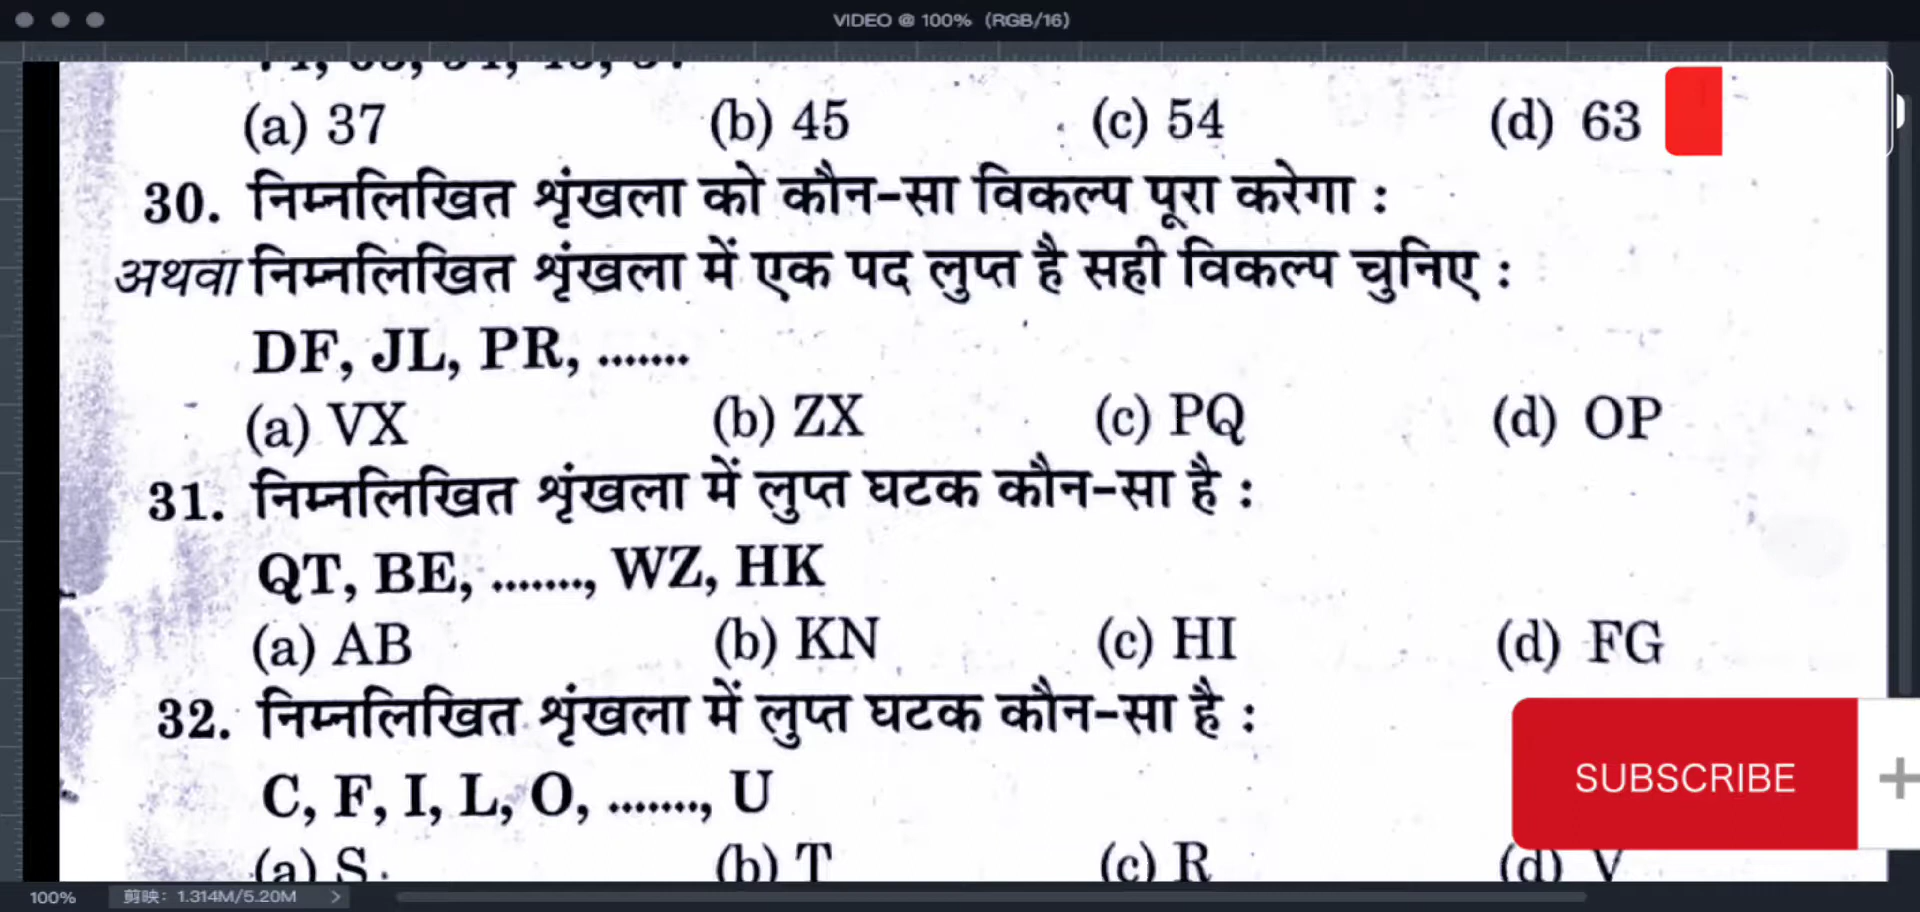 VIDEO @ 100% (RGB/16)
(a) 37 (b) 45 (c) 54 (d) 63
30. निम्नलिखित शृंखला को कौन-सा विकल्प पूरा करेगा :
अथवा निम्नलिखित शृंखला में एक पद लुप्त है सही विकल्प चुनिए :
DF, JL, PR, .......
(a) VX (b) ZX (c) PQ (d) OP
31. निम्नलिखित शृंखला में लुप्त घटक कौन-सा है :
QT, BE, ......., WZ, HK
(a) AB (b) KN (c) HI (d) FG
32. निम्नलिखित शृंखला में लुप्त घटक कौन-सा है :
C, F, I, L, O, ......., U
(a) S (b) T (c) R (d) V
SUBSCRIBE +
100% 剪映: 1.314M/5.20M >